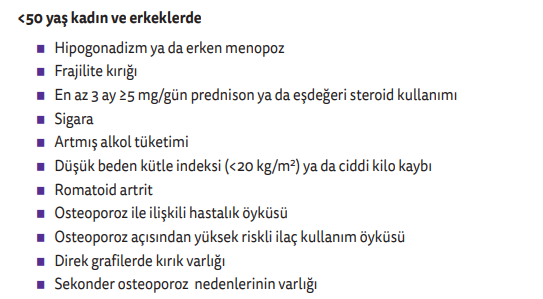 <50 yaş kadın ve erkeklerde
■ Hipogonadizm ya da erken menopoz
■ Frajilite kırığı
■ En az 3 ay ≥5 mg/gün prednison ya da eşdeğeri steroid kullanımı
■ Sigara
■ Artmış alkol tüketimi
■ Düşük beden kütle indeksi (<20 kg/m²) ya da ciddi kilo kaybı
■ Romatoid artrit
■ Osteoporoz ile ilişkili hastalık öyküsü
■ Osteoporoz açısından yüksek riskli ilaç kullanım öyküsü
■ Direk grafilerde kırık varlığı
■ Sekonder osteoporoz nedenlerinin varlığı